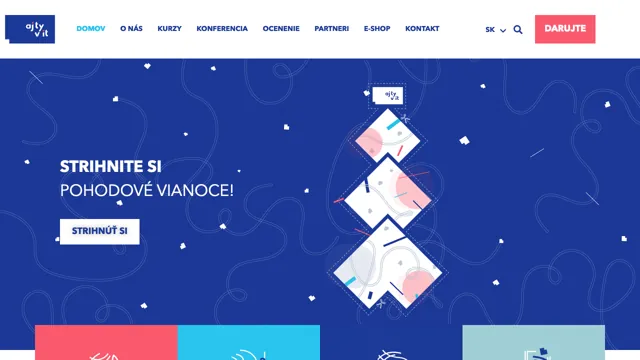 ajty
v it
DOMOV
O NÁS
KURZY
KONFERENCIA
OCENENIE
PARTNERI
E-SHOP
KONTAKT
SK
DARUJTE
ajty
v it
STRIHNITE SI
POHODOVÉ VIANOCE!
STRIHNÚŤ SI